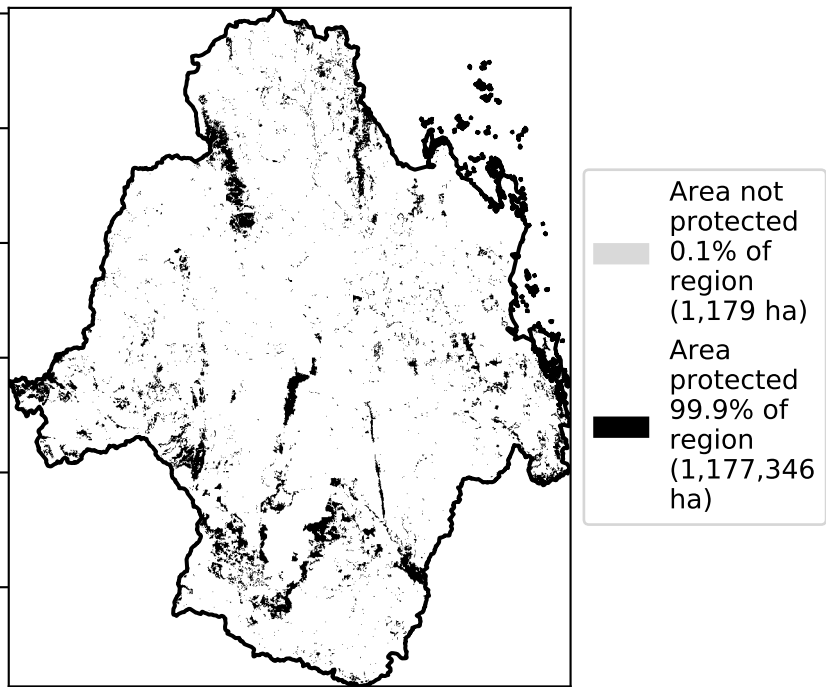 Area not
protected
0.1% of
region
(1,179 ha)
Area
protected
99.9% of
region
(1,177,346
ha)